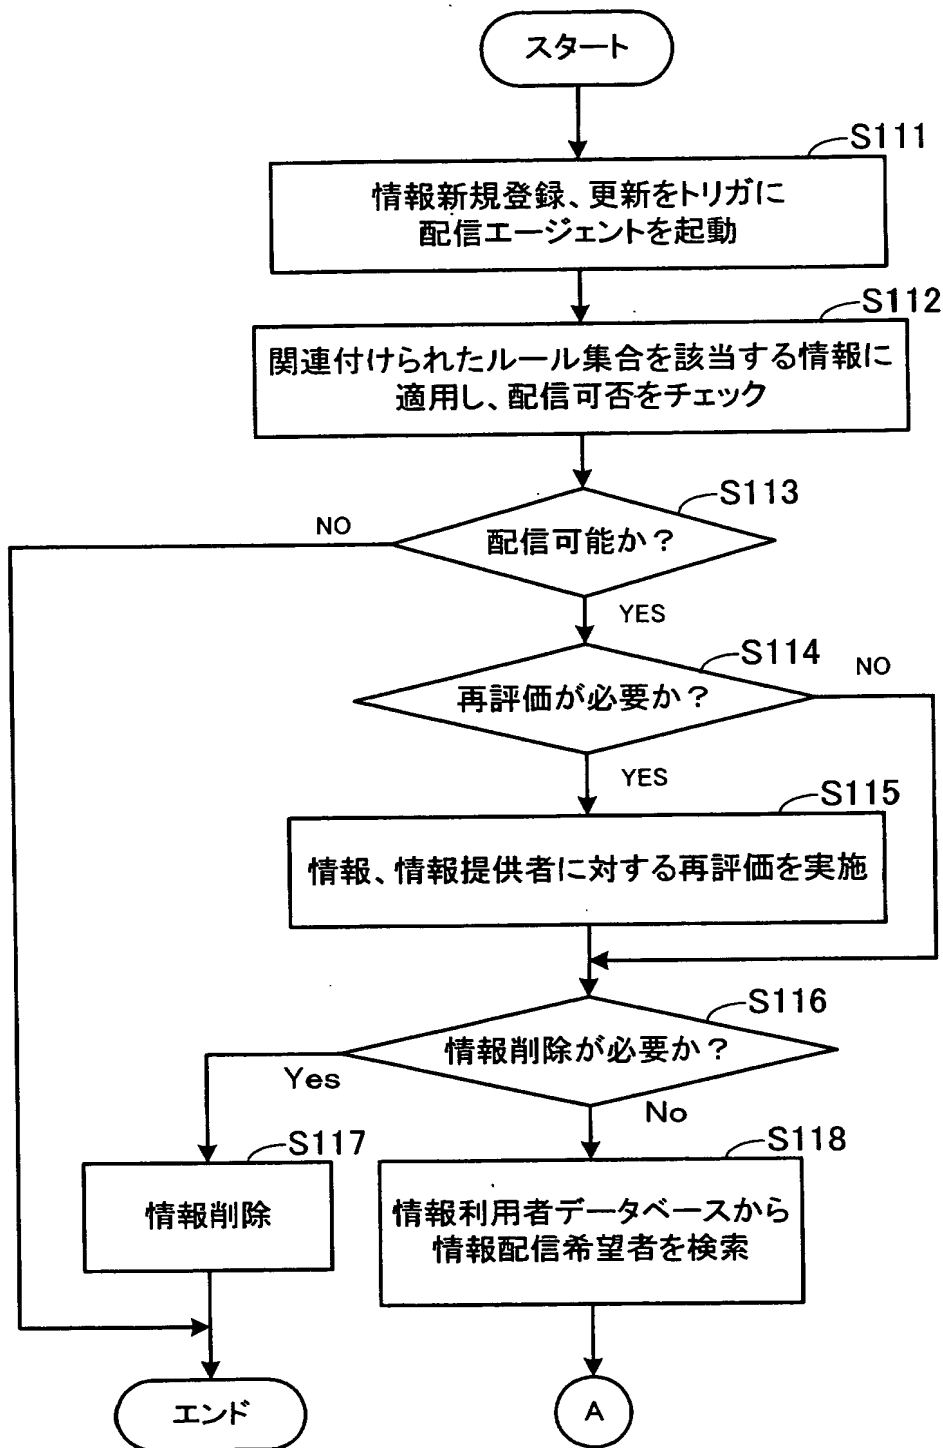 スタート
S111
情報新規登録、更新をトリガに
配信エージェントを起動
S112
関連付けられたルール集合を該当する情報に
適用し、配信可否をチェック
S113
配信可能か?
NO
YES
S114
再評価が必要か?
NO
YES
S115
情報、情報提供者に対する再評価を実施
S116
情報削除が必要か?
Yes
No
S117
情報削除
S118
情報利用者データベースから
情報配信希望者を検索
エンド
A